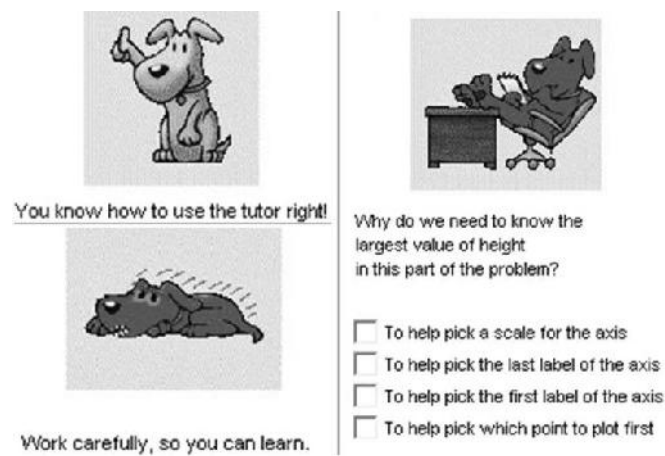 You know how to use the tutor right!
Work carefully, so you can learn.
Why do we need to know the
largest value of height
in this part of the problem?
To help pick a scale for the axis
To help pick the last label of the axis
To help pick the first label of the axis
To help pick which point to plot first